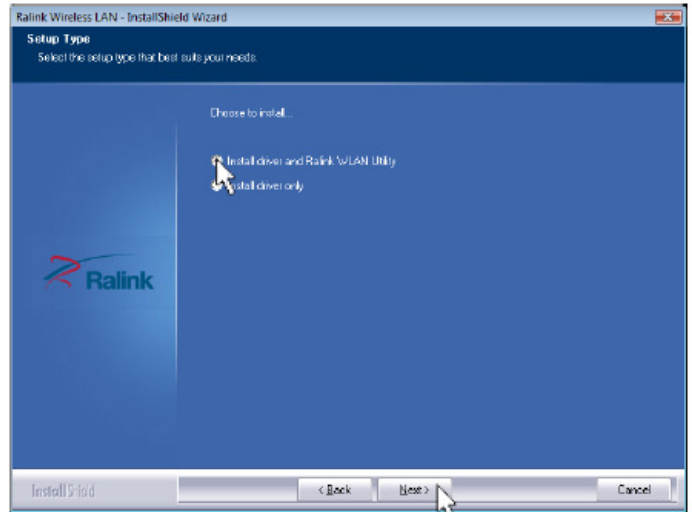 Ralink Wireless LAN - InstallShield Wizard
Setup Type
Select the setup type that best suits your needs.
Choose to install...
Install driver and Ralink WLAN Utility
Install driver only
Ralink
InstallShield
< Back
Next >
Cancel